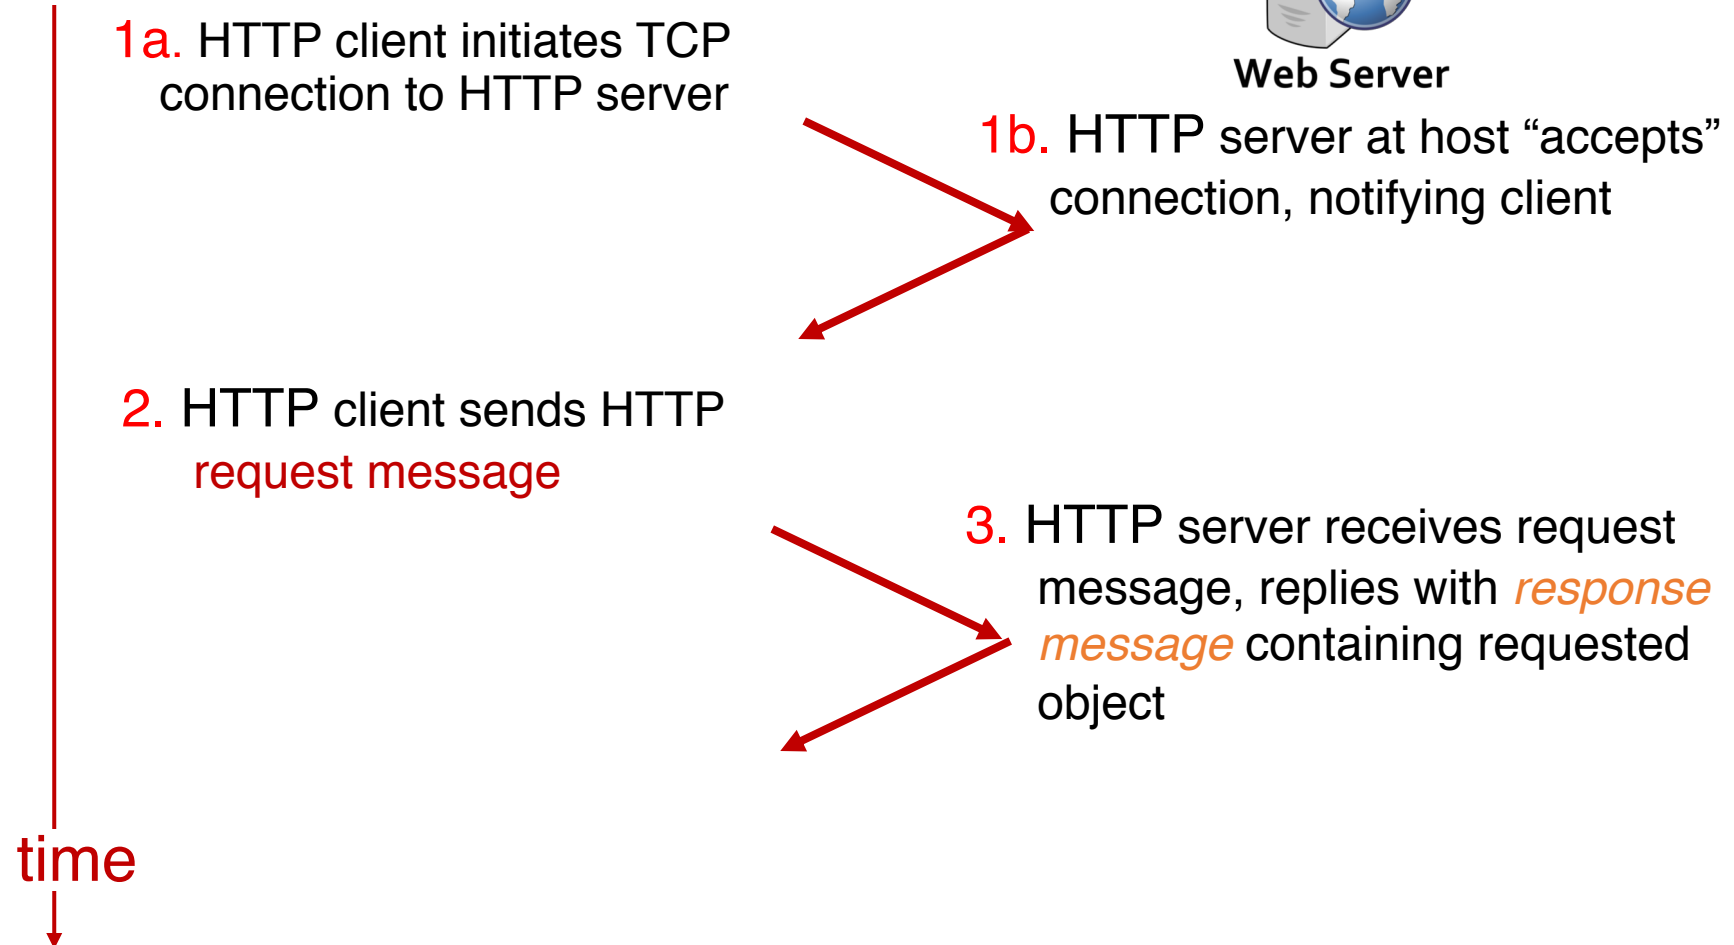 1a. HTTP client initiates TCP
connection to HTTP server
Web Server
1b. HTTP server at host “accepts”
connection, notifying client
2. HTTP client sends HTTP
request message
3. HTTP server receives request
message, replies with response
message containing requested
object
time